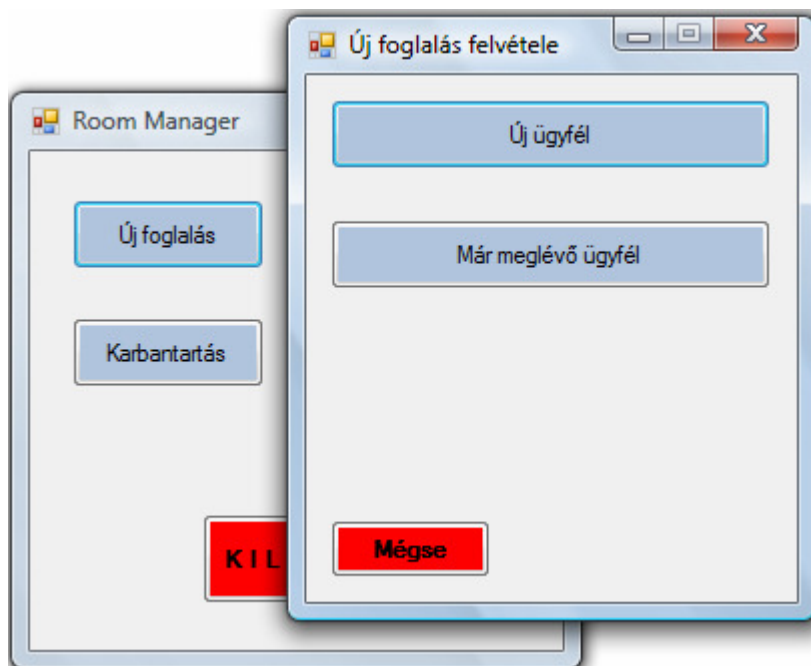 Új foglalás felvétele
Új ügyfél
Már meglévő ügyfél
Mégse
Room Manager
Új foglalás
Karbantartás
K I L